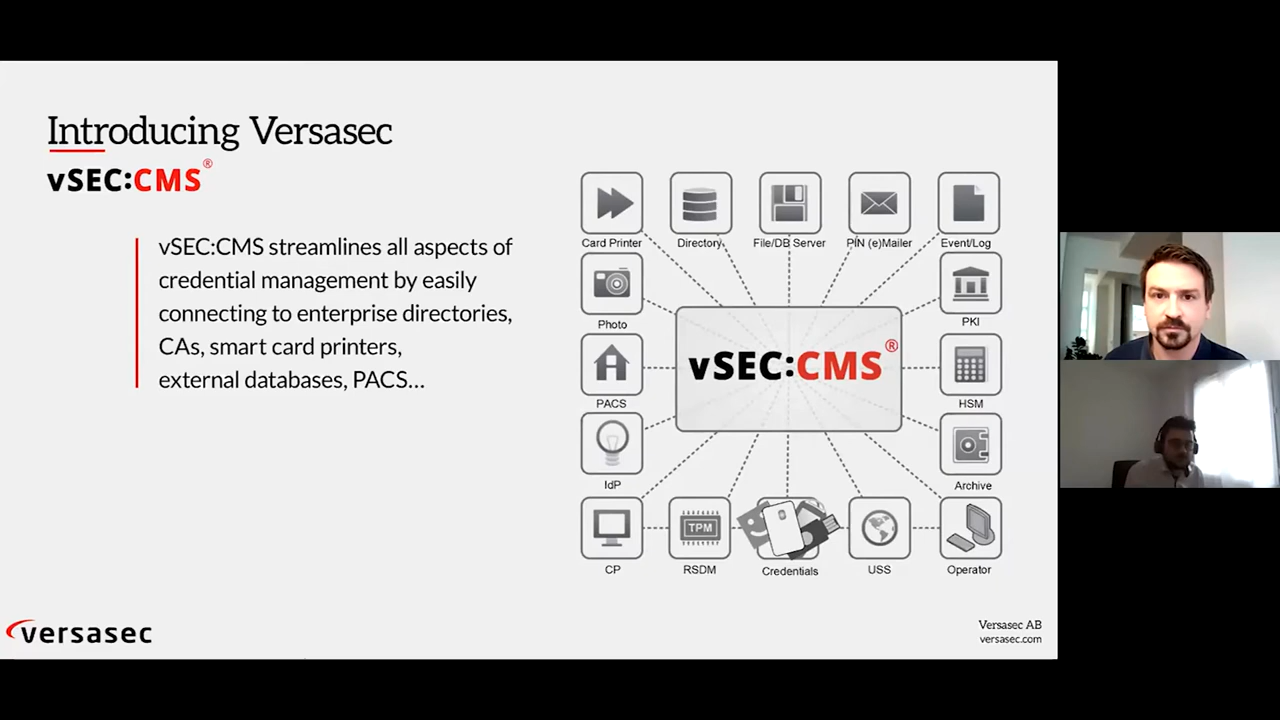 Introducing Versasec
vSEC:CMS®
vSEC:CMS streamlines all aspects of
credential management by easily
connecting to enterprise directories,
CAs, smart card printers,
external databases, PACS...
Card Printer
Directory
File/DB Server
PIN (e)Mailer
Event/Log
Photo
PKI
vSEC:CMS®
PACS
HSM
IdP
Archive
TPM
CP
RSDM
Credentials
USS
Operator
versasec
Versasec AB
versasec.com